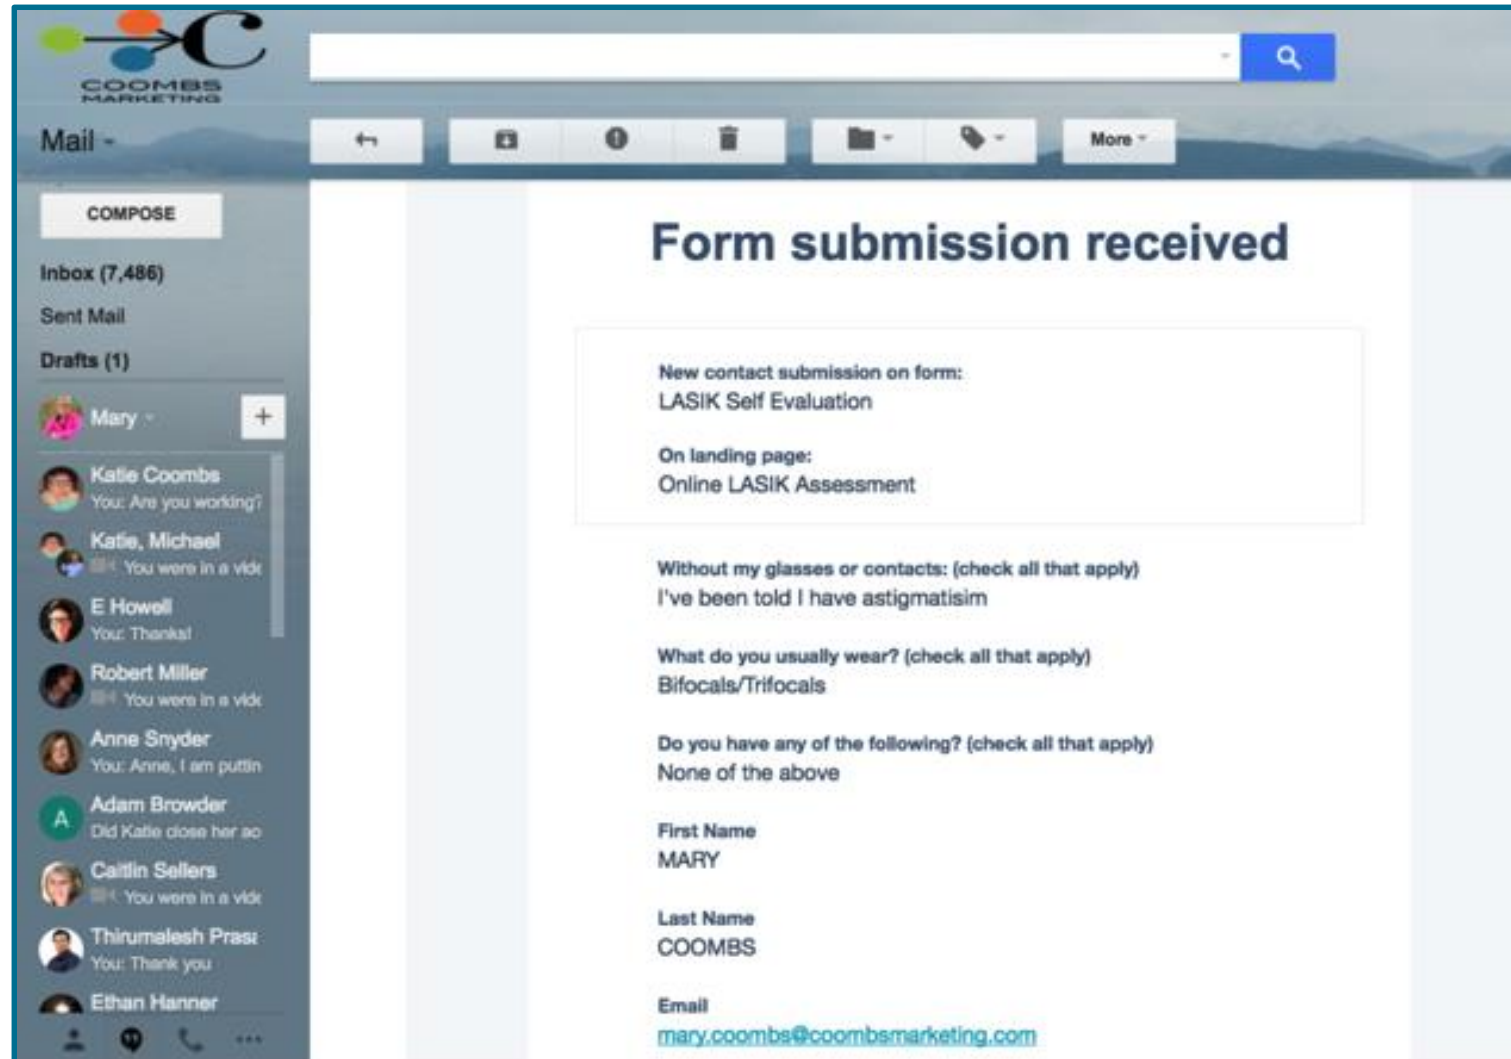 C
COOMBS
MARKETING
Mail
More
COMPOSE
Inbox (7,486)
Sent Mail
Drafts (1)
Mary
+
Katie Coombs
You: Are you working?
Katie, Michael
You were in a vide
E Howell
You: Thanks!
Robert Miller
You were in a vide
Anne Snyder
You: Anne, I am puttin
A
Adam Browder
Did Katie close her ac
Caitlin Sellers
You were in a vide
Thirumalesh Prasa
You: Thank you
Ethan Hanner
Form submission received
New contact submission on form:
LASIK Self Evaluation
On landing page:
Online LASIK Assessment
Without my glasses or contacts: (check all that apply)
I've been told I have astigmatisim
What do you usually wear? (check all that apply)
Bifocals/Trifocals
Do you have any of the following? (check all that apply)
None of the above
First Name
MARY
Last Name
COOMBS
Email
mary.coombs@coombsmarketing.com